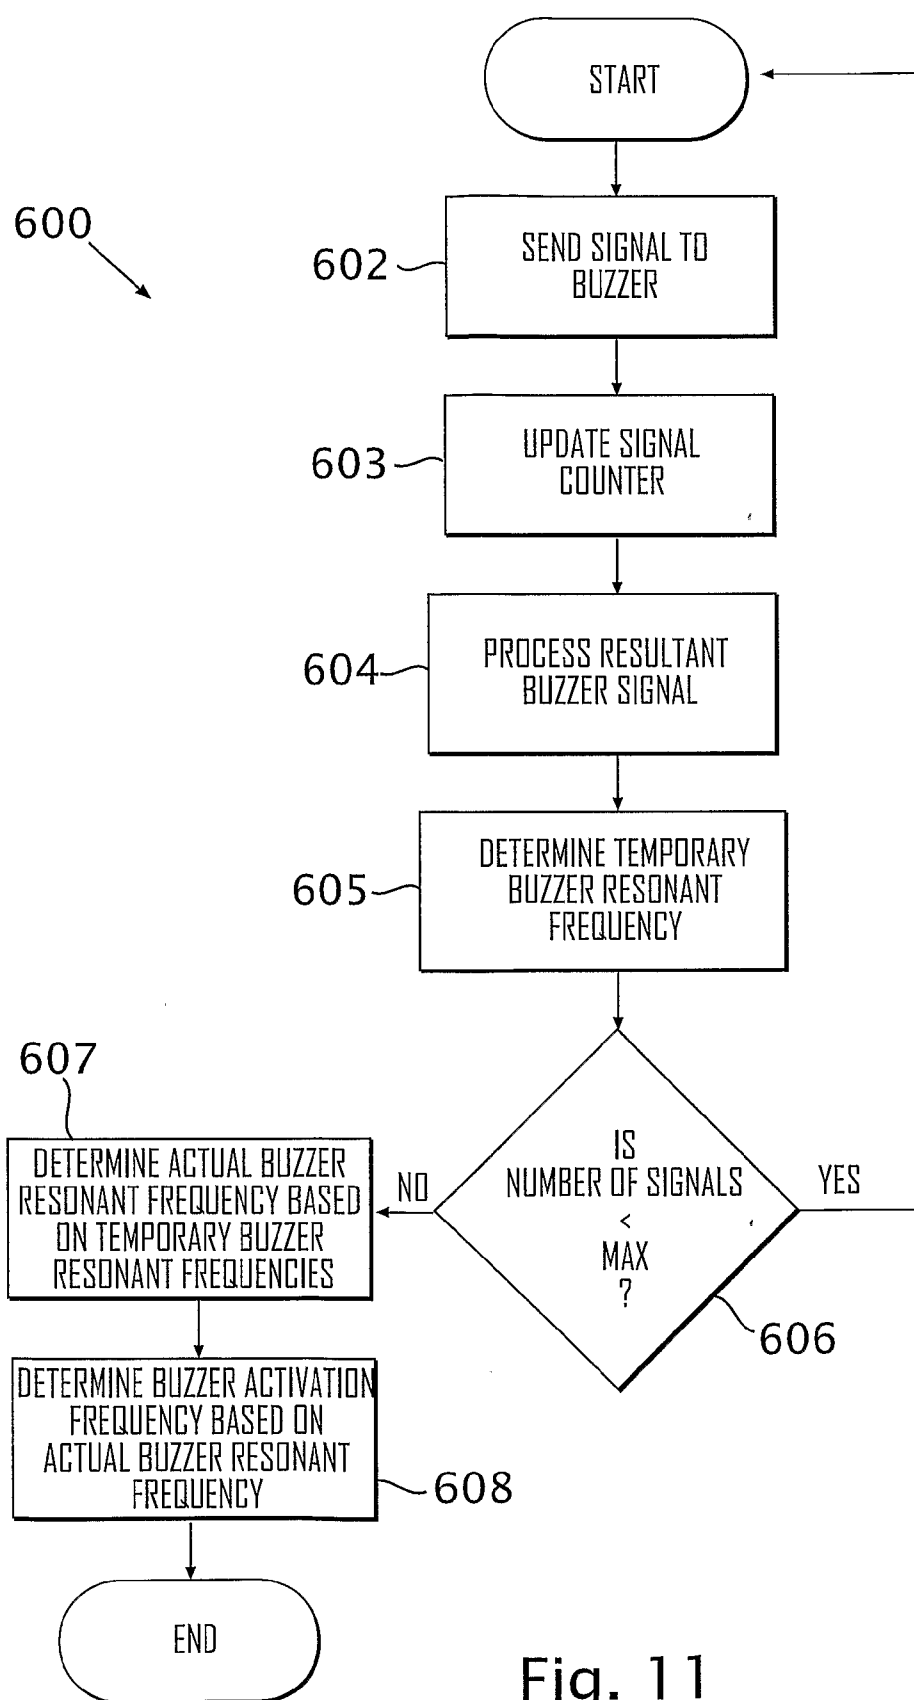 START
600
602
SEND SIGNAL TO
BUZZER
603
UPDATE SIGNAL
COUNTER
604
PROCESS RESULTANT
BUZZER SIGNAL
605
DETERMINE TEMPORARY
BUZZER RESONANT
FREQUENCY
IS
NUMBER OF SIGNALS
<
MAX
?
606
YES
NO
607
DETERMINE ACTUAL BUZZER
RESONANT FREQUENCY BASED
ON TEMPORARY BUZZER
RESONANT FREQUENCIES
DETERMINE BUZZER ACTIVATION
FREQUENCY BASED ON
ACTUAL BUZZER RESONANT
FREQUENCY
608
END
Fig. 11